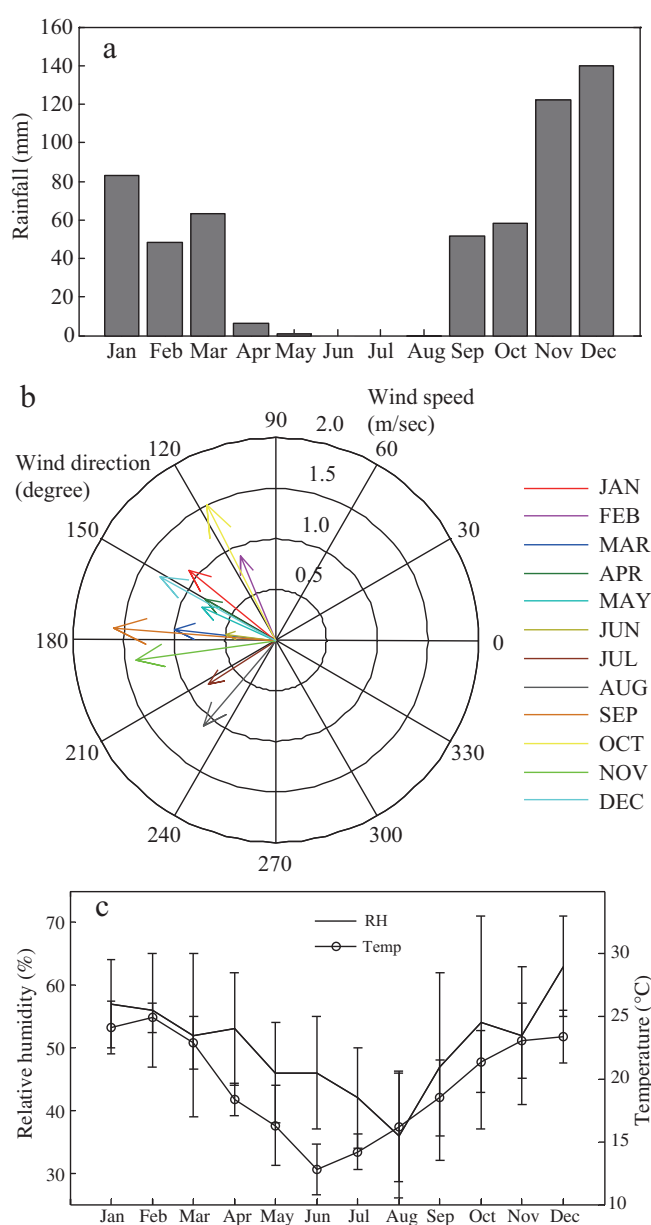 a
160
140
120
100
80
60
40
20
0
Rainfall (mm)
Jan Feb Mar Apr May Jun Jul Aug Sep Oct Nov Dec
b
Wind speed
(m/sec)
Wind direction
(degree)
90
60
30
0
330
300
270
240
210
180
150
120
2.0
1.5
1.0
0.5
JAN
FEB
MAR
APR
MAY
JUN
JUL
AUG
SEP
OCT
NOV
DEC
c
RH
Temp
70
60
50
40
30
Relative humidity (%)
30
25
20
15
10
Temperature (°C)
Jan Feb Mar Apr May Jun Jul Aug Sep Oct Nov Dec